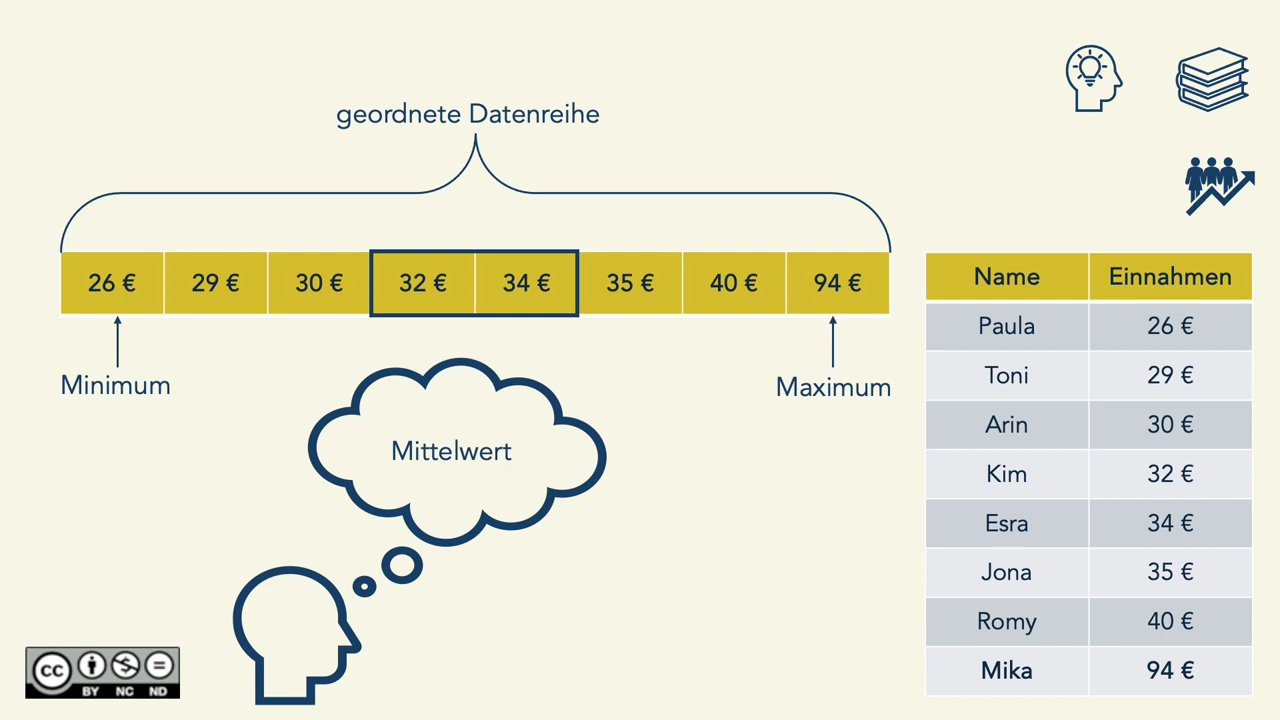 geordnete Datenreihe
26 € 29 € 30 € 32 € 34 € 35 € 40 € 94 €
Minimum
Maximum
Mittelwert
Name Einnahmen
Paula 26 €
Toni 29 €
Arin 30 €
Kim 32 €
Esra 34 €
Jona 35 €
Romy 40 €
Mika 94 €
cc
BY NC ND